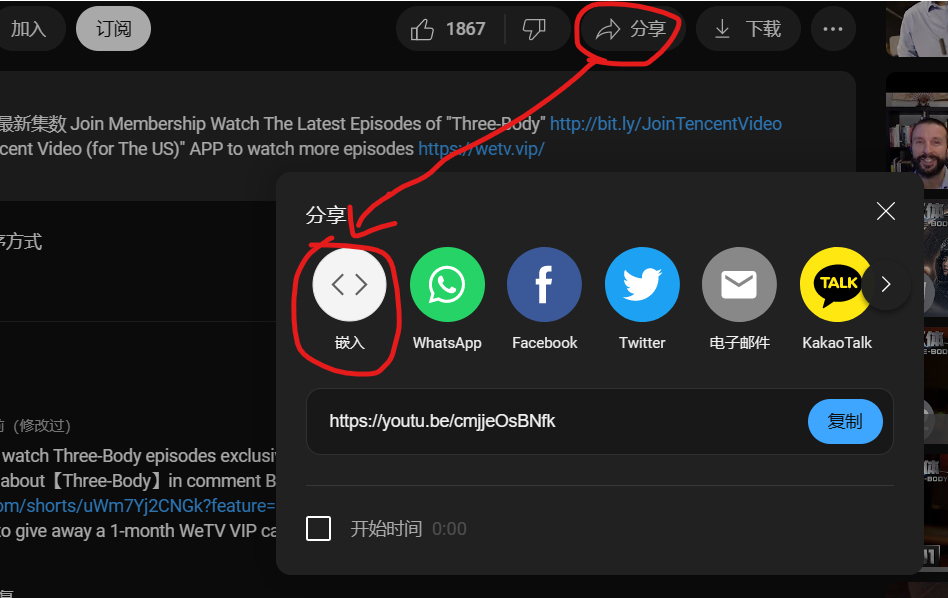 加入
订阅
1867
分享
下载
最新集数 Join Membership Watch The Latest Episodes of "Three-Body" http://bit.ly/JoinTencentVideo
cent Video (for The US)" APP to watch more episodes https://wetv.vip/
序方式
分享
嵌入
WhatsApp
Facebook
Twitter
电子邮件
TALK
KakaoTalk
https://youtu.be/cmjjeOsBNfk
复制
开始时间 0:00
前 (修改过)
watch Three-Body episodes exclusiv
about【Three-Body】in comment B
om/shorts/uWm7Yj2CNGk?feature=
to give away a 1-month WeTV VIP ca